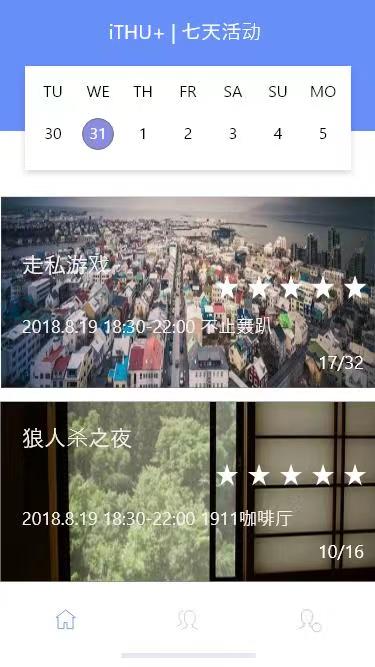 iTHU+ | 七天活动
TU WE TH FR SA SU MO
30 31 1 2 3 4 5
走私游戏
★ ★ ★ ★ ★
2018.8.19 18:30-22:00 不止蓑趴
17/32
狼人杀之夜
★ ★ ★ ★ ★
2018.8.19 18:30-22:00 1911咖啡厅
10/16